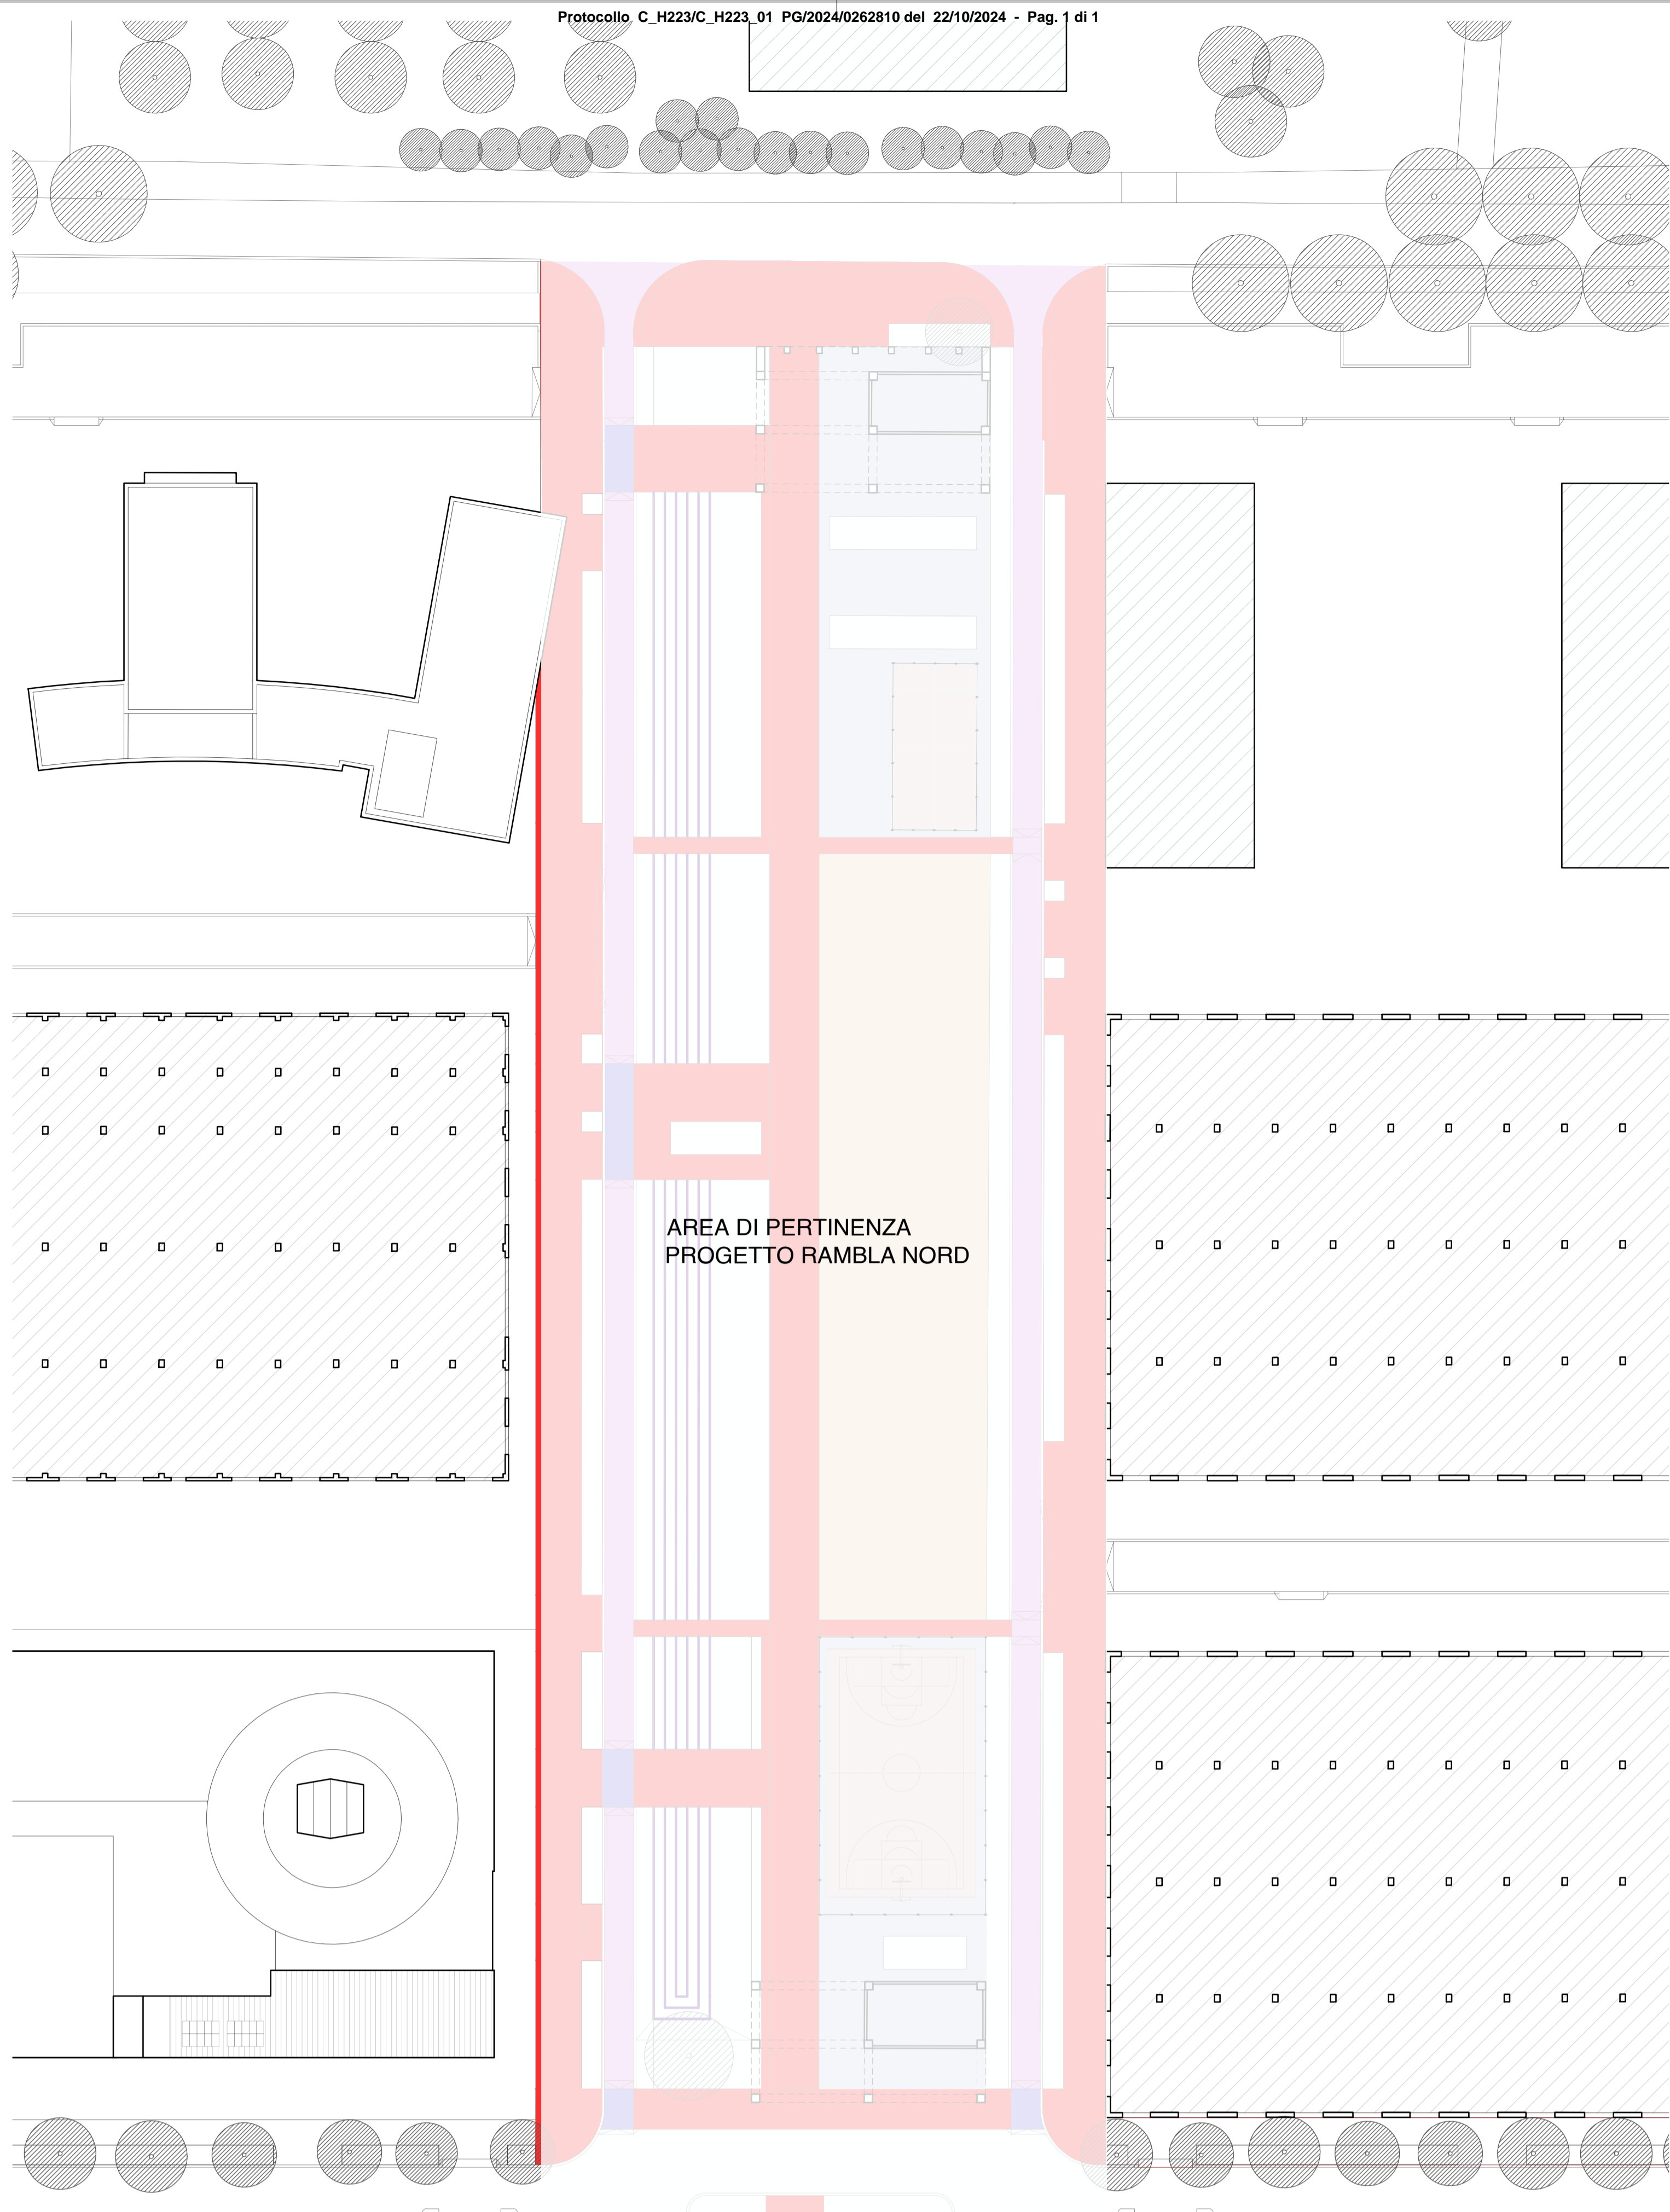 Protocollo C_H223/C_H223_01 PG/2024/0262810 del 22/10/2024 - Pag. 1 di 1
AREA DI PERTINENZA
PROGETTO RAMBLA NORD